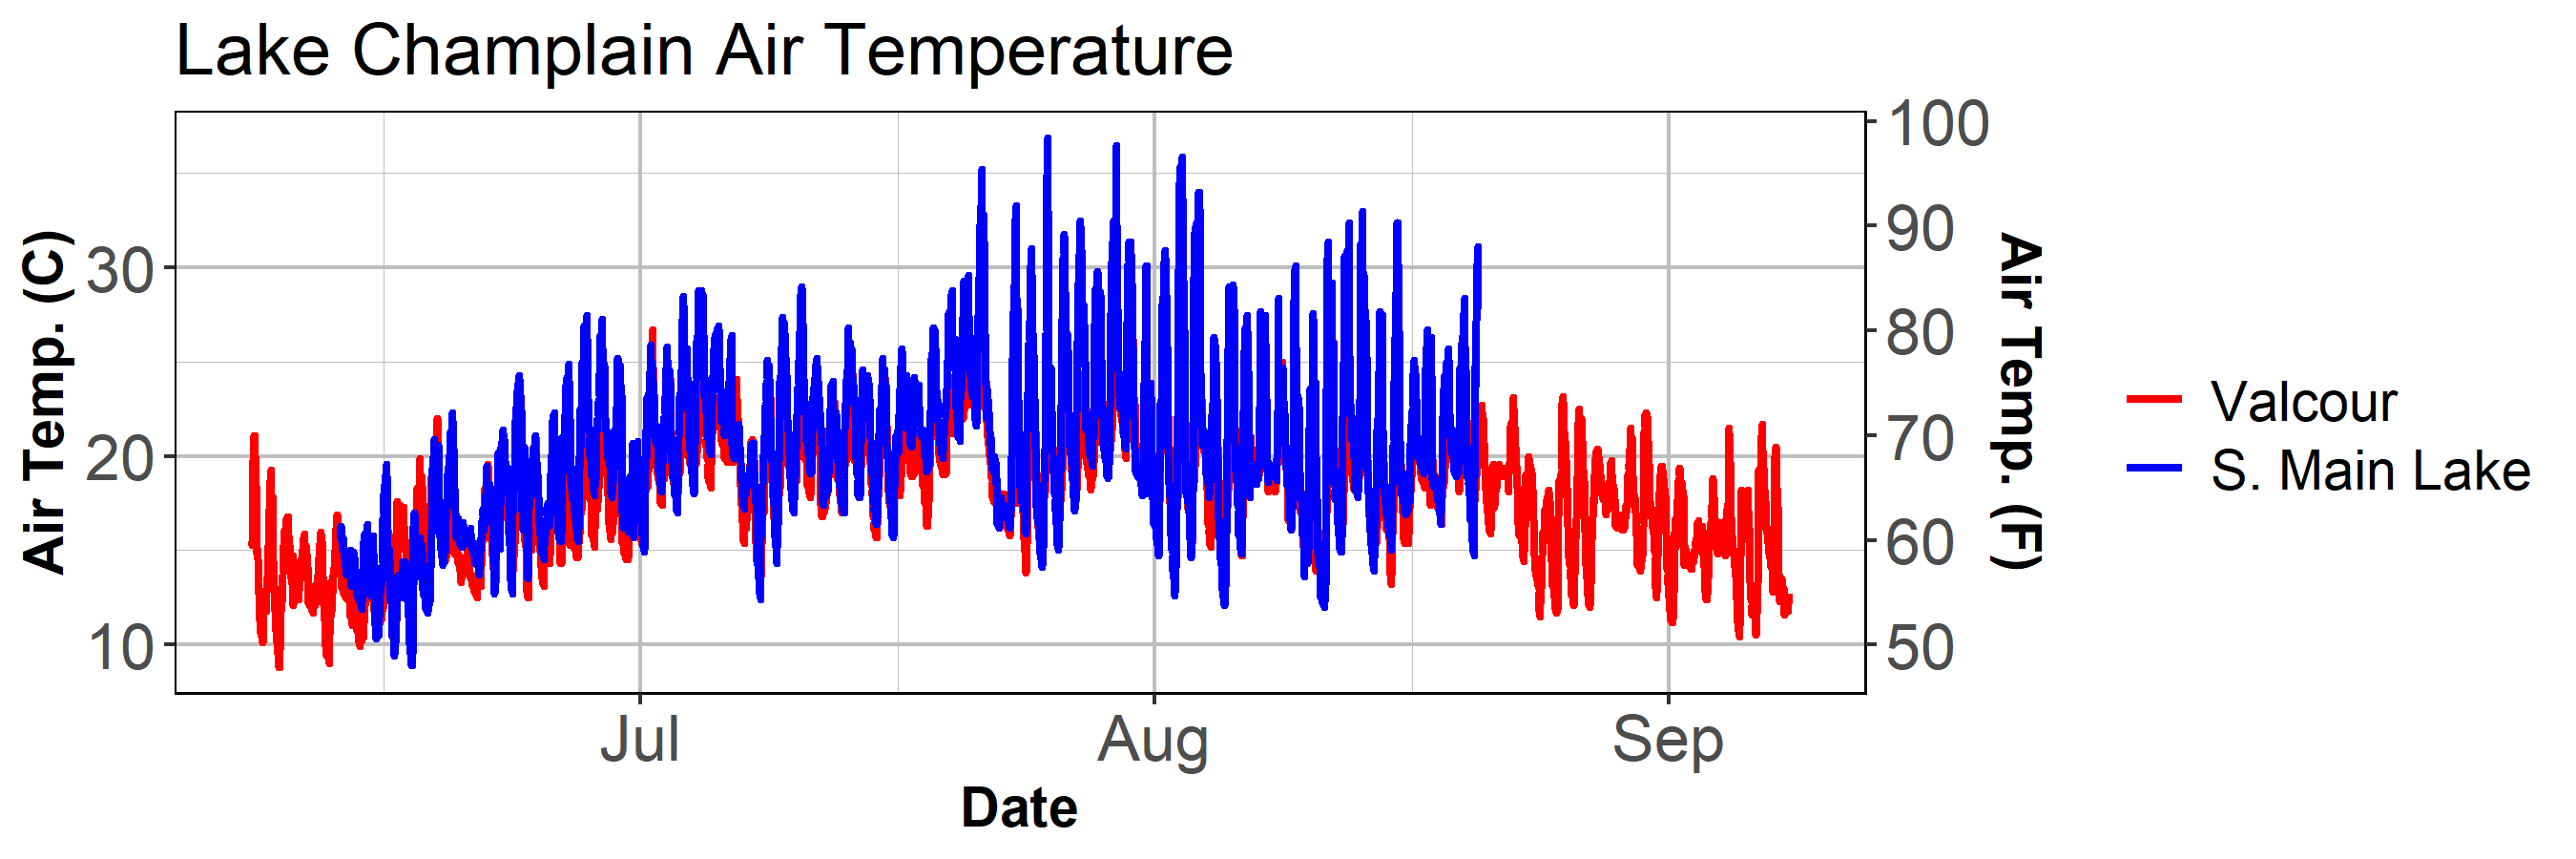 Lake Champlain Air Temperature
Air Temp. (C)
30
20
10
100
90
80
70
60
50
Air Temp. (F)
Jul
Aug
Sep
Date
Valcour
S. Main Lake